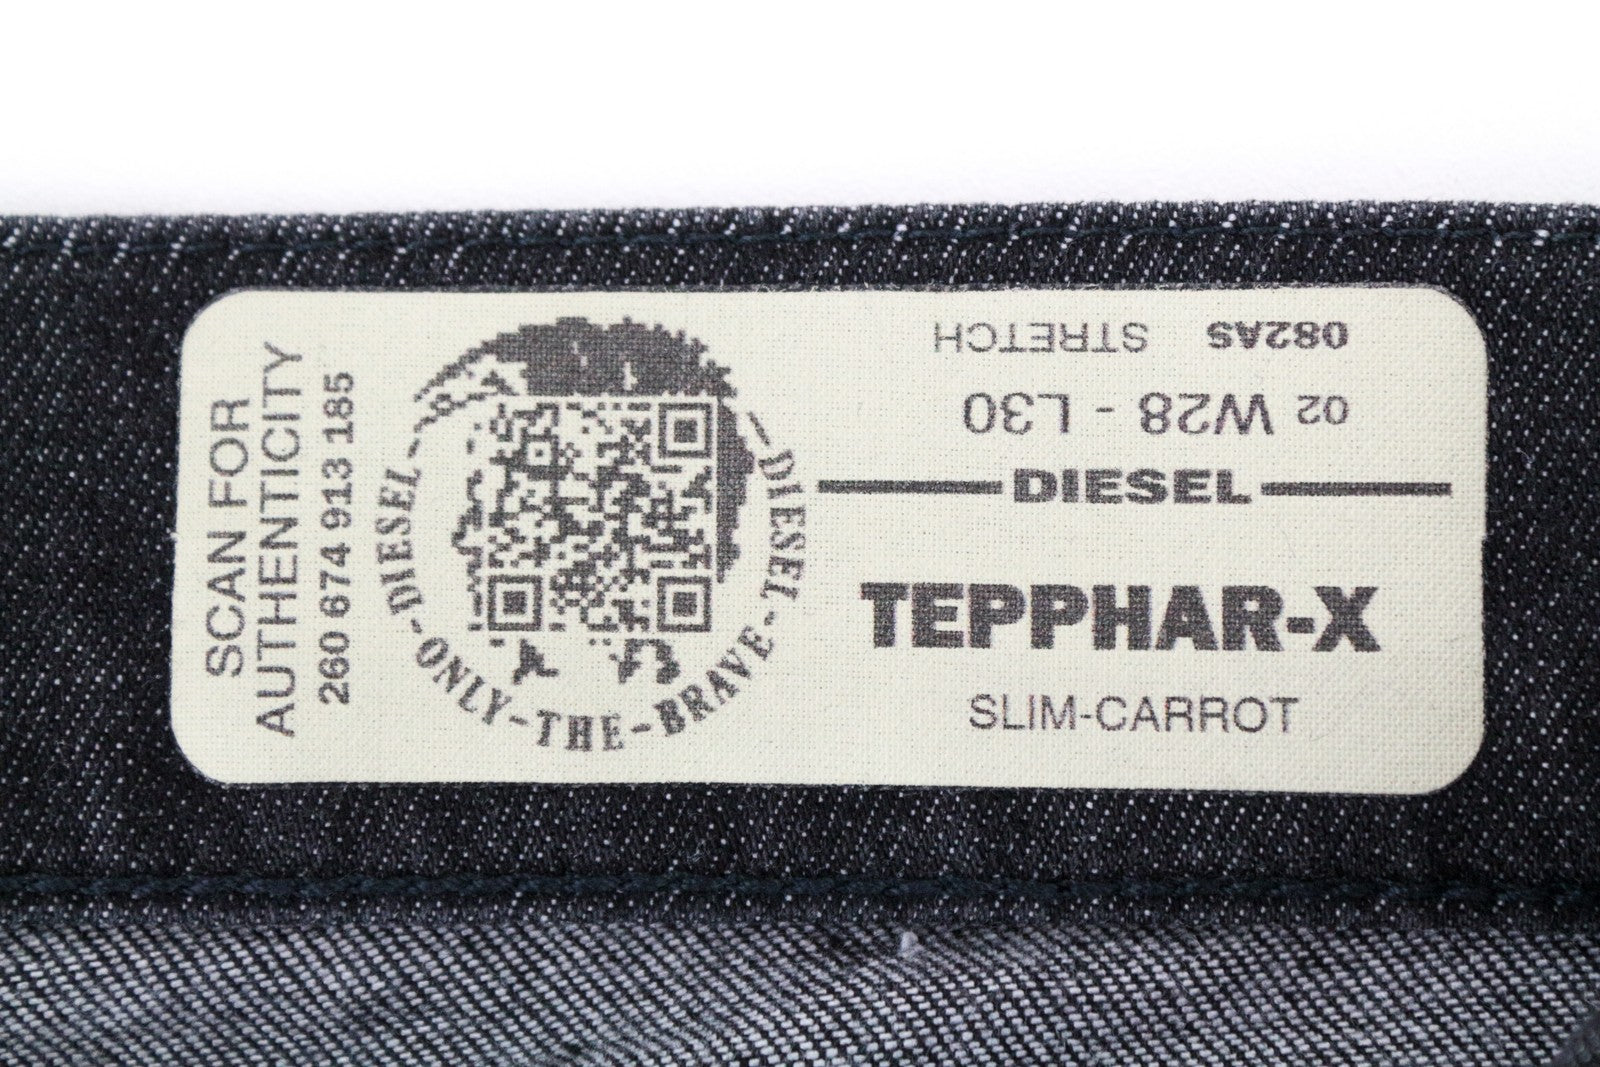 SCAN FOR
AUTHENTICITY
260 674 913 185
DIESEL-ONLY-THE-BRAVE-DIESEL-
082AS STRETCH
02 W28 - L30
DIESEL
TEPPHAR-X
SLIM-CARROT